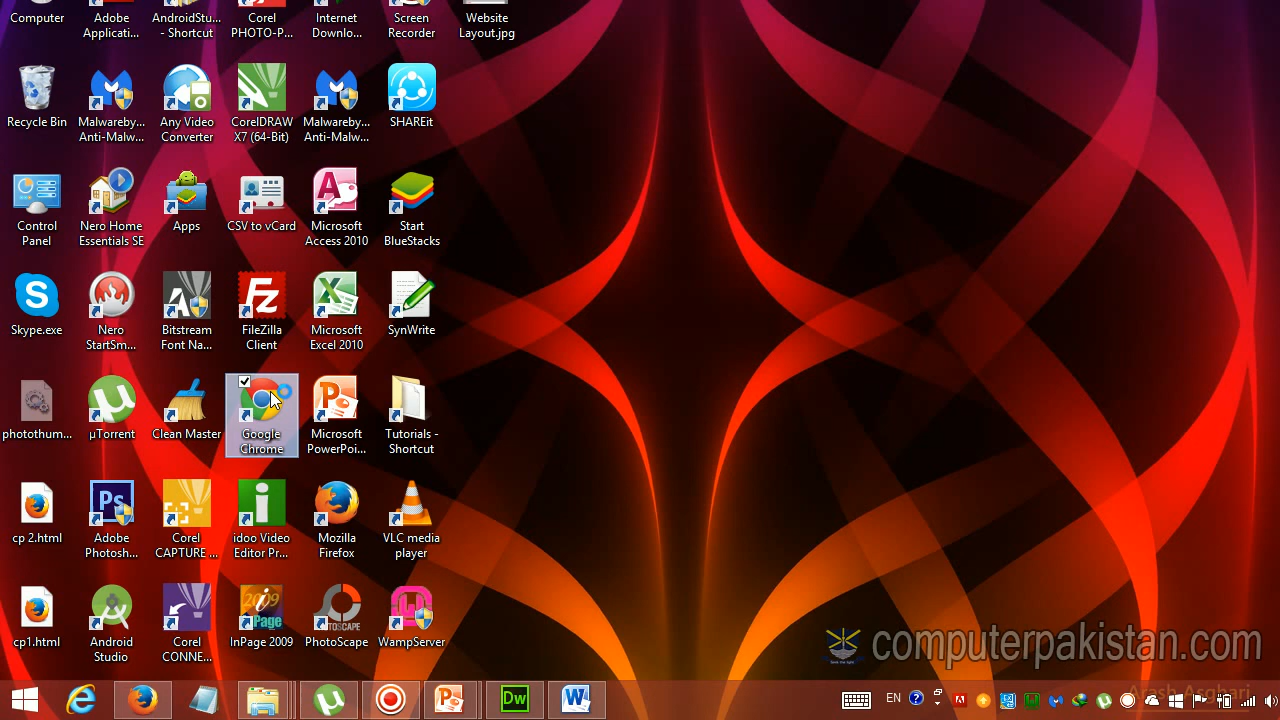 Computer
Adobe
Applicati...
AndroidStu...
- Shortcut
Corel
PHOTO-P...
Internet
Downlo...
Screen
Recorder
Website
Layout.jpg
Recycle Bin
Malwareby...
Anti-Malw...
Any Video
Converter
CorelDRAW
X7 (64-Bit)
Malwareby...
Anti-Malw...
SHAREit
Control
Panel
Nero Home
Essentials SE
Apps
CSV to vCard
Microsoft
Access 2010
Start
BlueStacks
Skype.exe
Nero
StartSm...
Bitstream
Font Na...
FileZilla
Client
Microsoft
Excel 2010
SynWrite
photothum...
µTorrent
Clean Master
Google
Chrome
Microsoft
PowerPoi...
Tutorials -
Shortcut
cp 2.html
Adobe
Photosh...
Corel
CAPTURE ...
idoo Video
Editor Pr...
Mozilla
Firefox
VLC media
player
cp1.html
Android
Studio
Corel
CONNE...
InPage 2009
PhotoScape
WampServer
computerpakistan.com
EN
Arash Asghari